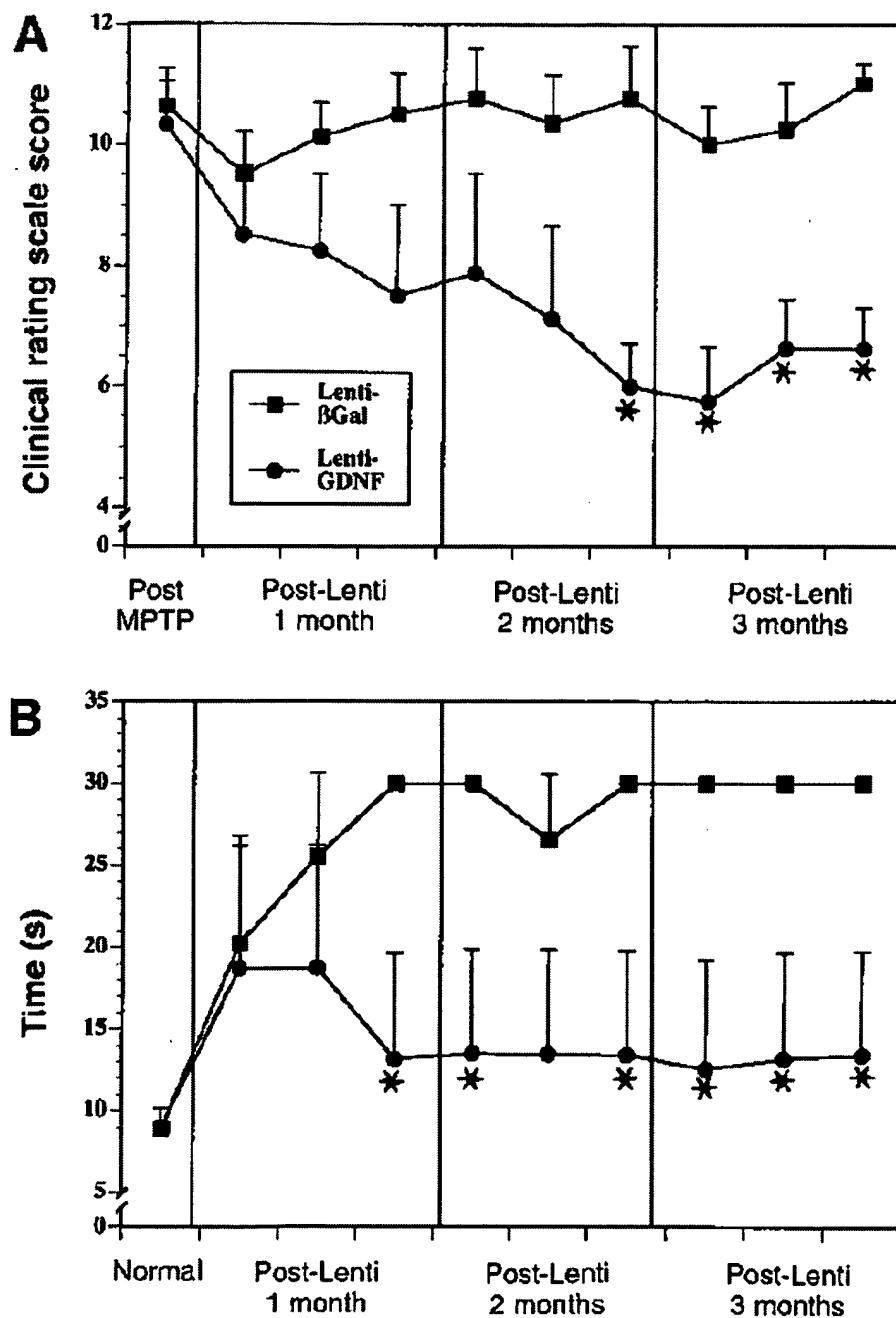 A
Clinical rating scale score
12
10
8
6
4
0
Lenti-
βGal
Lenti-
GDNF
Post
MPTP
Post-Lenti
1 month
Post-Lenti
2 months
Post-Lenti
3 months
B
Time (s)
35
30
25
20
15
10
5
0
Normal
Post-Lenti
1 month
Post-Lenti
2 months
Post-Lenti
3 months